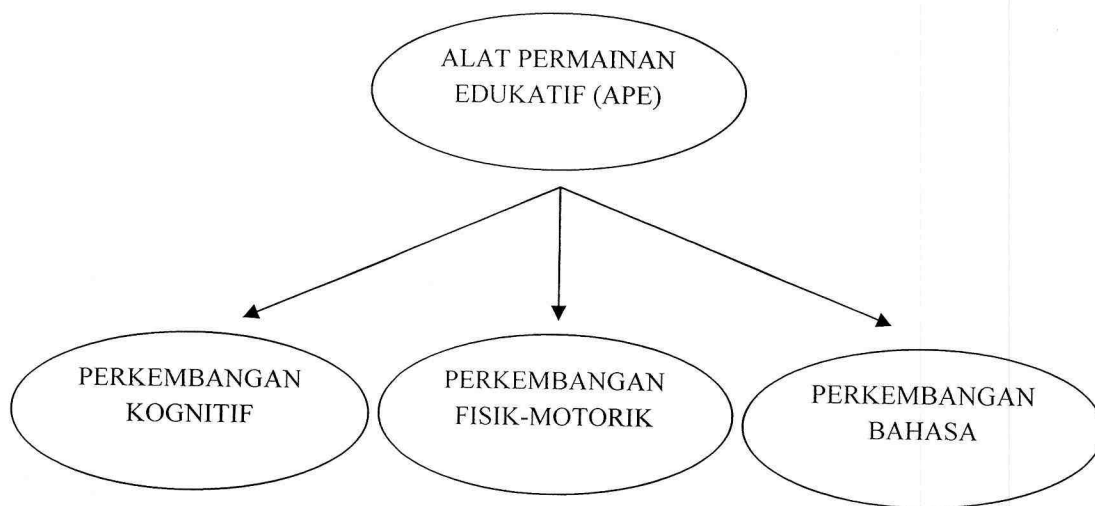 ALAT PERMAINAN
EDUKATIF (APE)
PERKEMBANGAN
KOGNITIF
PERKEMBANGAN
FISIK-MOTORIK
PERKEMBANGAN
BAHASA